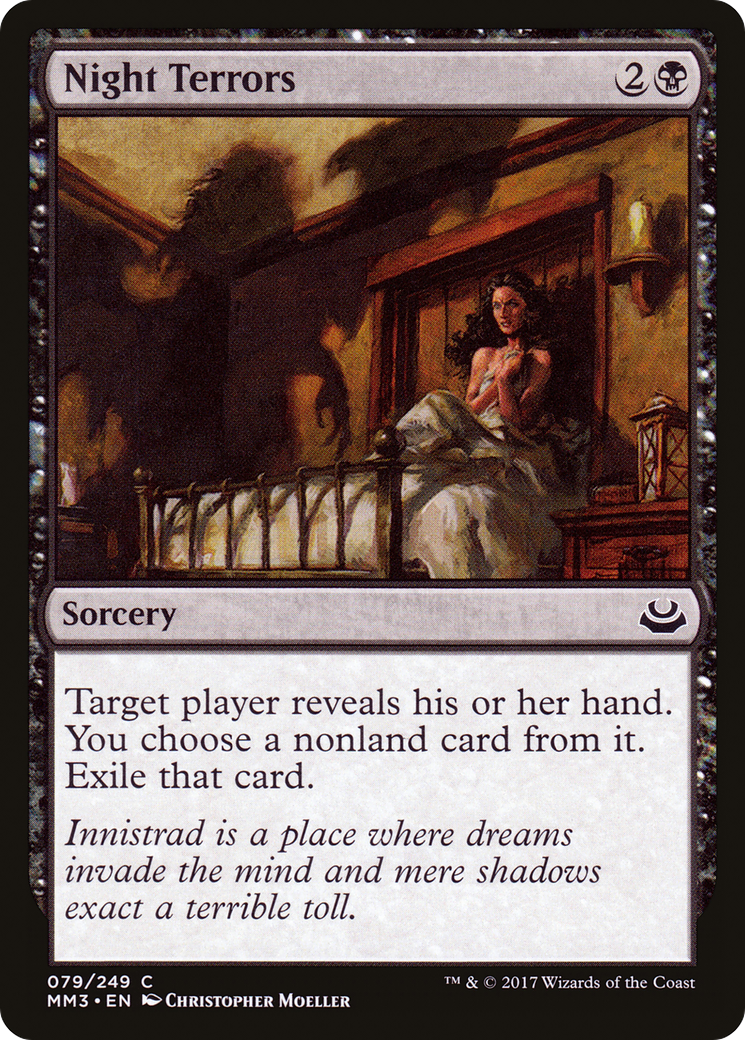 Night Terrors 2
Sorcery
Target player reveals his or her hand.
You choose a nonland card from it.
Exile that card.
Innistrad is a place where dreams
invade the mind and mere shadows
exact a terrible toll.
079/249 C
MM3 • EN Christopher Moeller
™ & © 2017 Wizards of the Coast